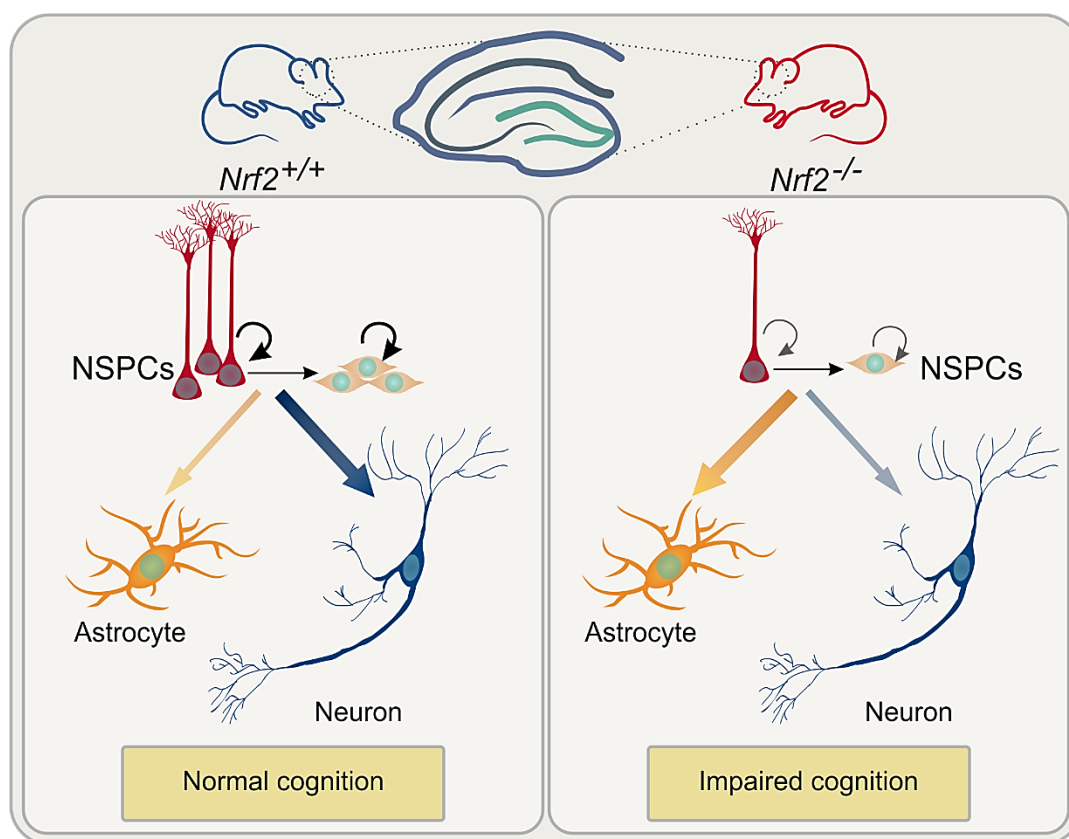 Nrf2+/+
Nrf2-/-
NSPCs
Astrocyte
Neuron
Normal cognition
NSPCs
Astrocyte
Neuron
Impaired cognition